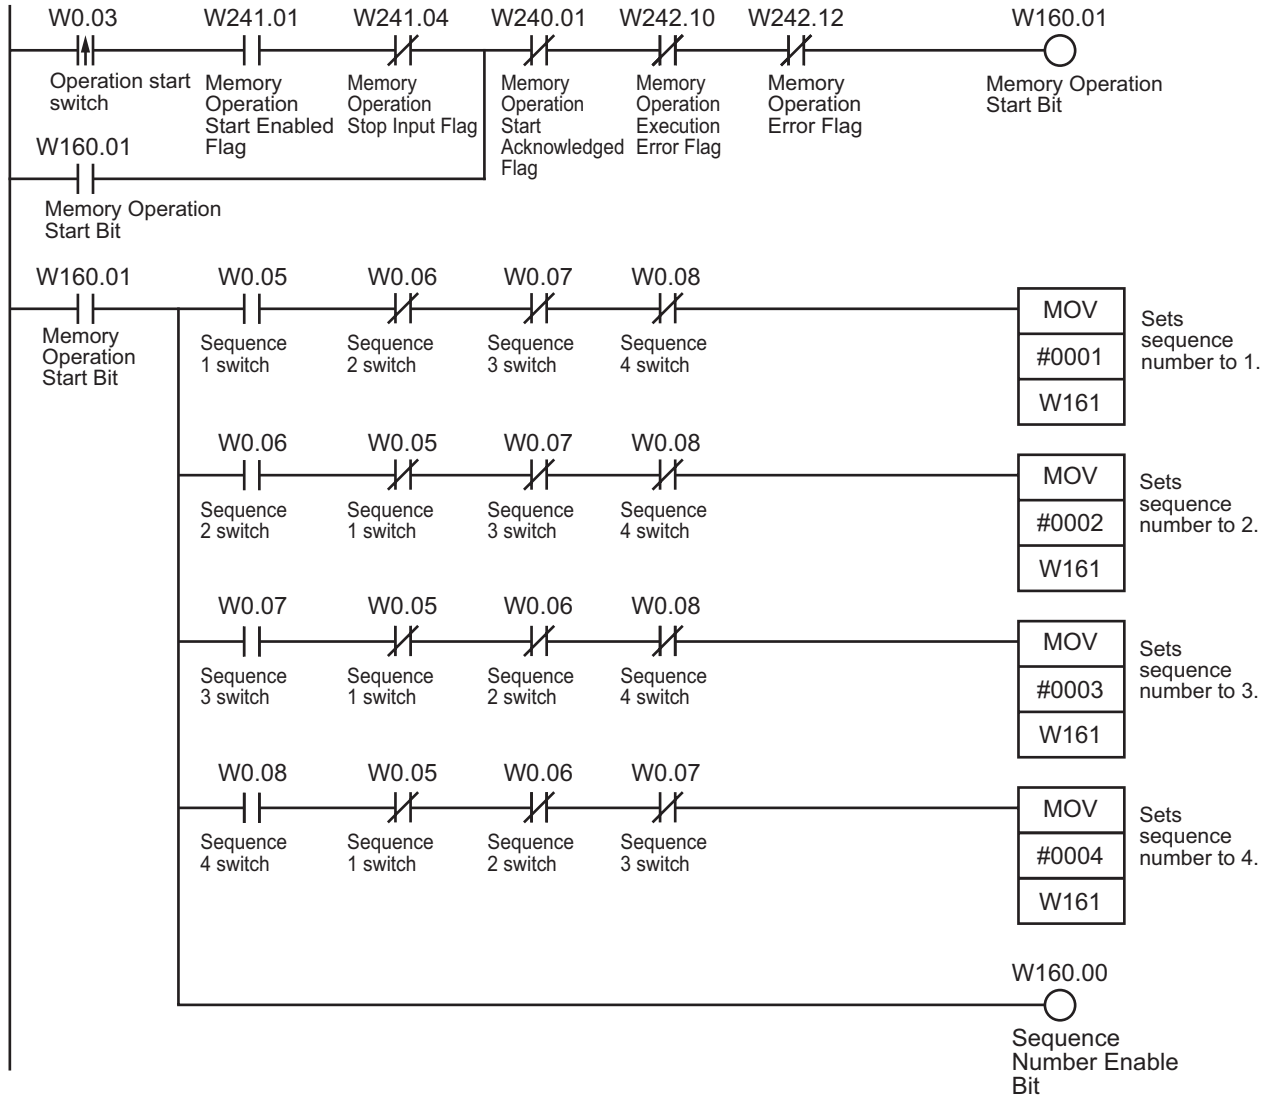 W0.03 W241.01 W241.04 W240.01 W242.10 W242.12 W160.01
Operation start
switch
Memory
Operation
Start Enabled
Flag
Memory
Operation
Stop Input Flag
Memory
Operation
Start
Acknowledged
Flag
Memory
Operation
Execution
Error Flag
Memory
Operation
Error Flag
Memory Operation
Start Bit
W160.01
Memory Operation
Start Bit
W160.01 W0.05 W0.06 W0.07 W0.08
Memory
Operation
Start Bit
Sequence
1 switch
Sequence
2 switch
Sequence
3 switch
Sequence
4 switch
MOV
#0001
W161
Sets
sequence
number to 1.
W0.06 W0.05 W0.07 W0.08
Sequence
2 switch
Sequence
1 switch
Sequence
3 switch
Sequence
4 switch
MOV
#0002
W161
Sets
sequence
number to 2.
W0.07 W0.05 W0.06 W0.08
Sequence
3 switch
Sequence
1 switch
Sequence
2 switch
Sequence
4 switch
MOV
#0003
W161
Sets
sequence
number to 3.
W0.08 W0.05 W0.06 W0.07
Sequence
4 switch
Sequence
1 switch
Sequence
2 switch
Sequence
3 switch
MOV
#0004
W161
Sets
sequence
number to 4.
W160.00
Sequence
Number Enable
Bit